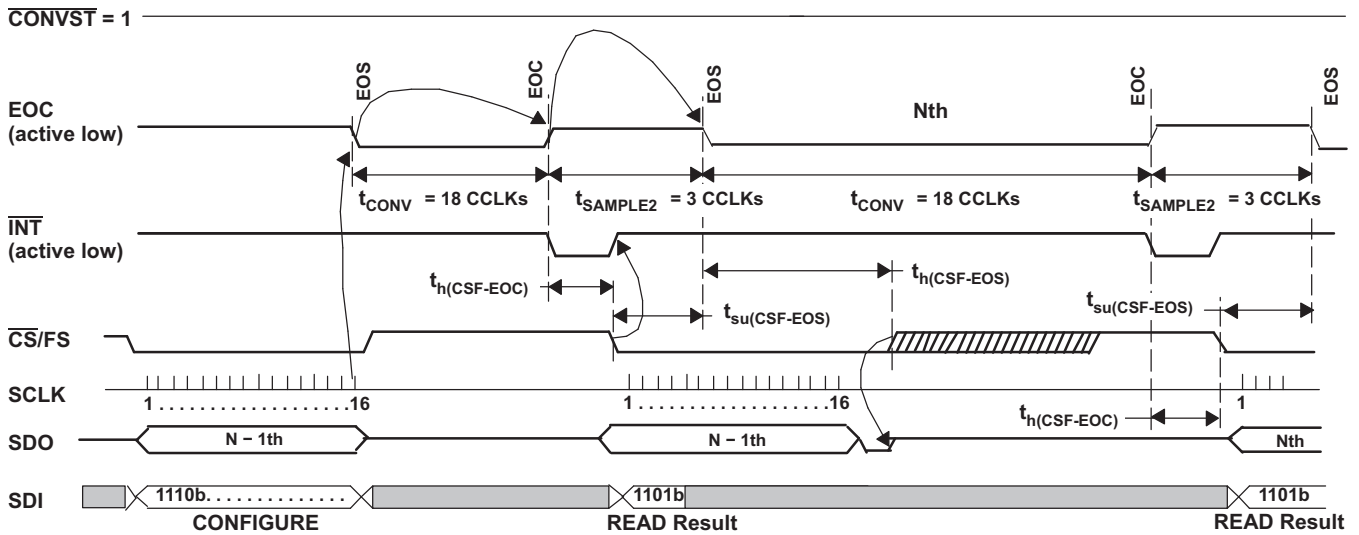 CONVST = 1
EOS
EOC
EOS
EOC
EOS
EOC
(active low)
Nth
tCONV = 18 CCLKs
tSAMPLE2 = 3 CCLKs
tCONV = 18 CCLKs
tSAMPLE2 = 3 CCLKs
INT
(active low)
th(CSF-EOC)
th(CSF-EOS)
tsu(CSF-EOS)
tsu(CSF-EOS)
CS/FS
SCLK
1 . . . . . . . . . . . . . . . . . . 16
1 . . . . . . . . . . . . . . . . . . 16
1
th(CSF-EOC)
SDO
N − 1th
N − 1th
Nth
SDI
1110b. . . . . . . . . . . . . .
1101b
1101b
CONFIGURE
READ Result
READ Result